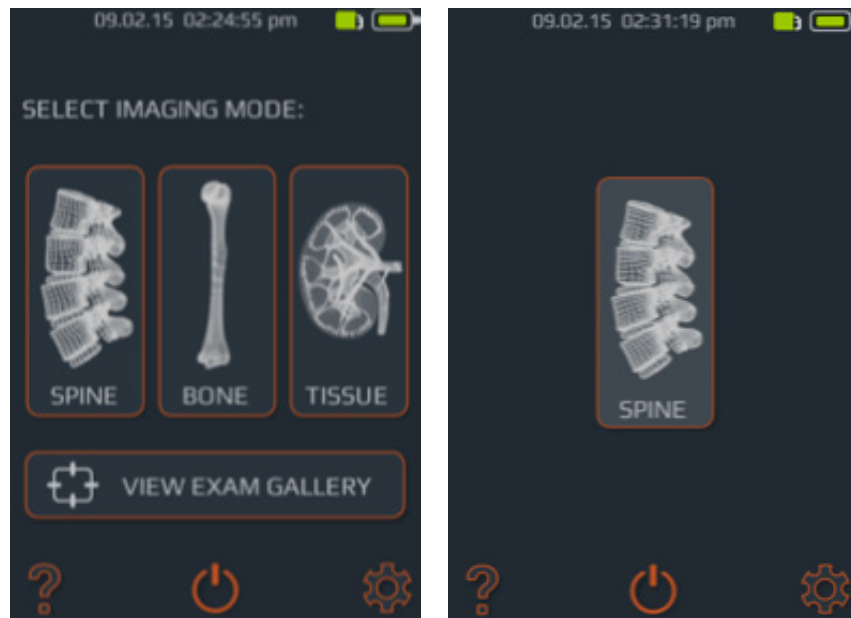 09.02.15 02:24:55 pm
SELECT IMAGING MODE:
SPINE
BONE
TISSUE
VIEW EXAM GALLERY
?
09.02.15 02:31:19 pm
SPINE
?